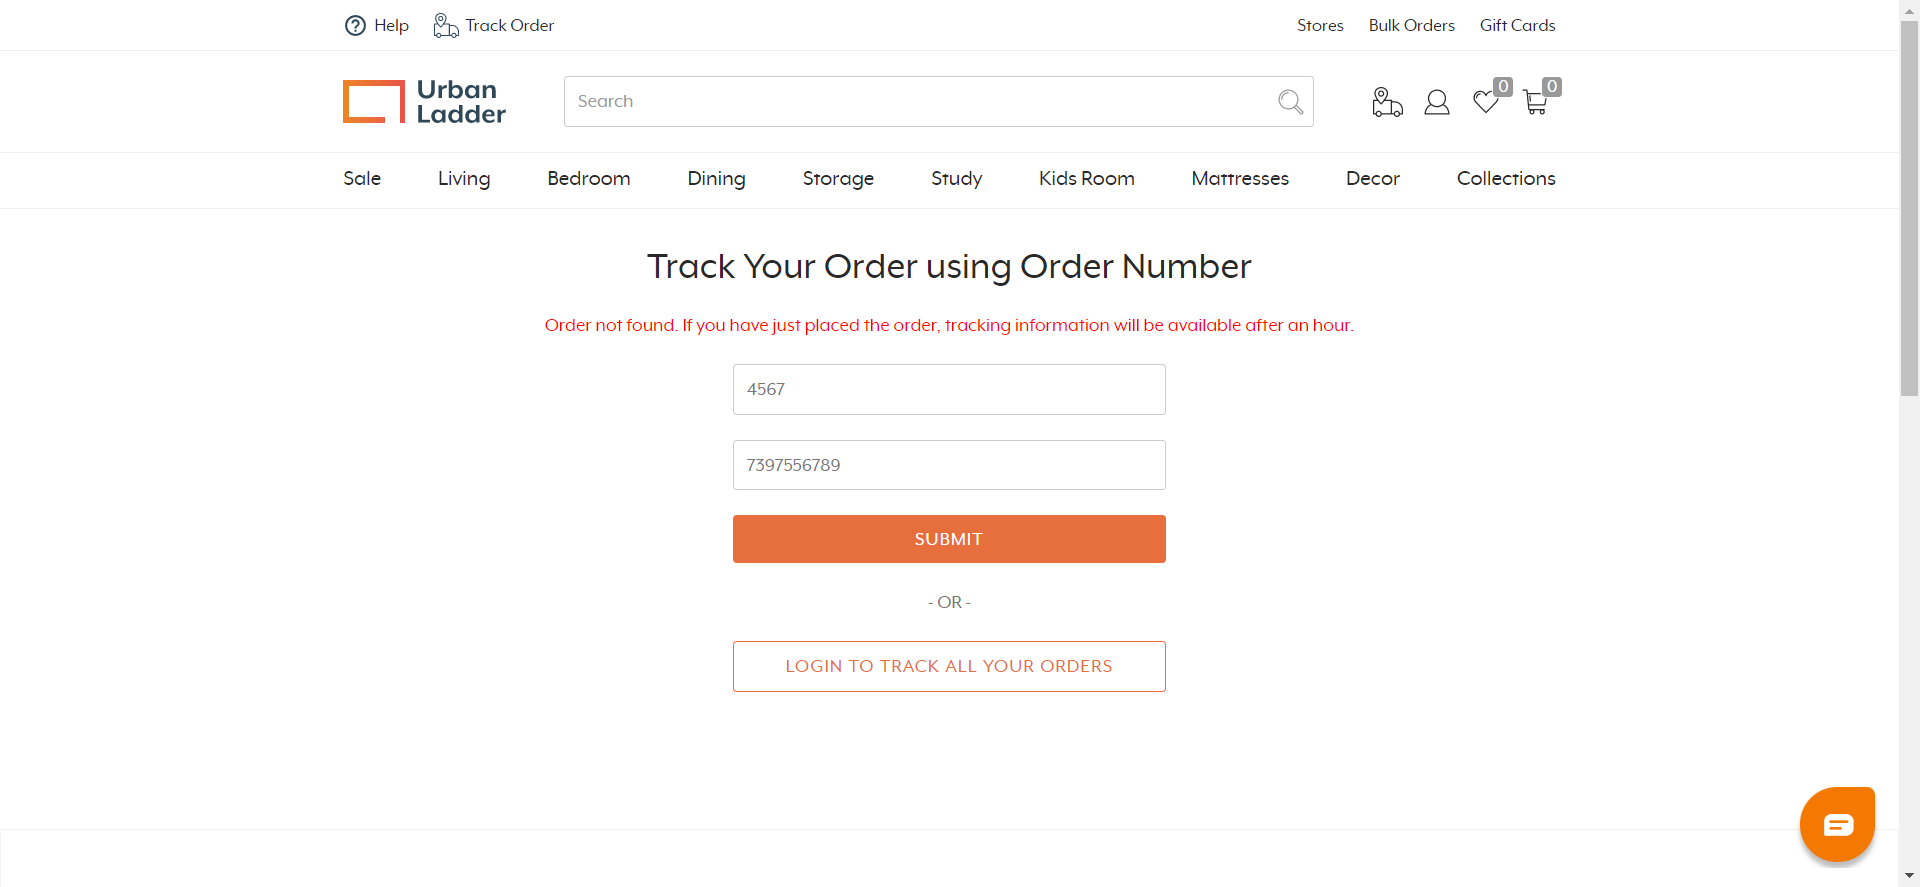 Help Track Order Stores Bulk Orders Gift Cards
Urban
Ladder
Search
0
0
Sale Living Bedroom Dining Storage Study Kids Room Mattresses Decor Collections
Track Your Order using Order Number
Order not found. If you have just placed the order, tracking information will be available after an hour.
4567
7397556789
SUBMIT
- OR -
LOGIN TO TRACK ALL YOUR ORDERS